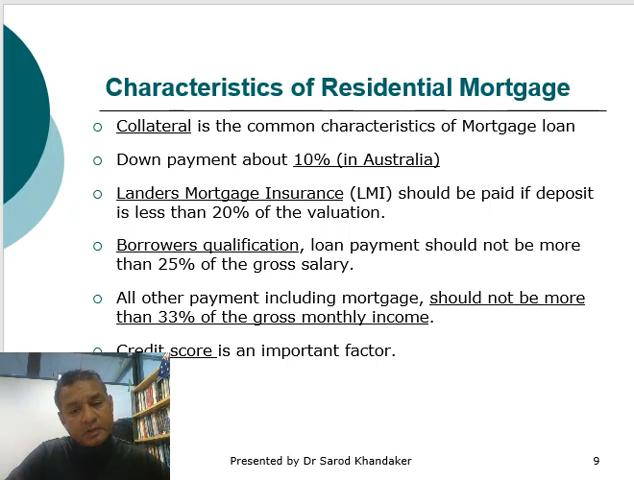 Characteristics of Residential Mortgage
Collateral is the common characteristics of Mortgage loan
Down payment about 10% (in Australia)
Landers Mortgage Insurance (LMI) should be paid if deposit
is less than 20% of the valuation.
Borrowers qualification, loan payment should not be more
than 25% of the gross salary.
All other payment including mortgage, should not be more
than 33% of the gross monthly income.
Credit score is an important factor.
Presented by Dr Sarod Khandaker
9